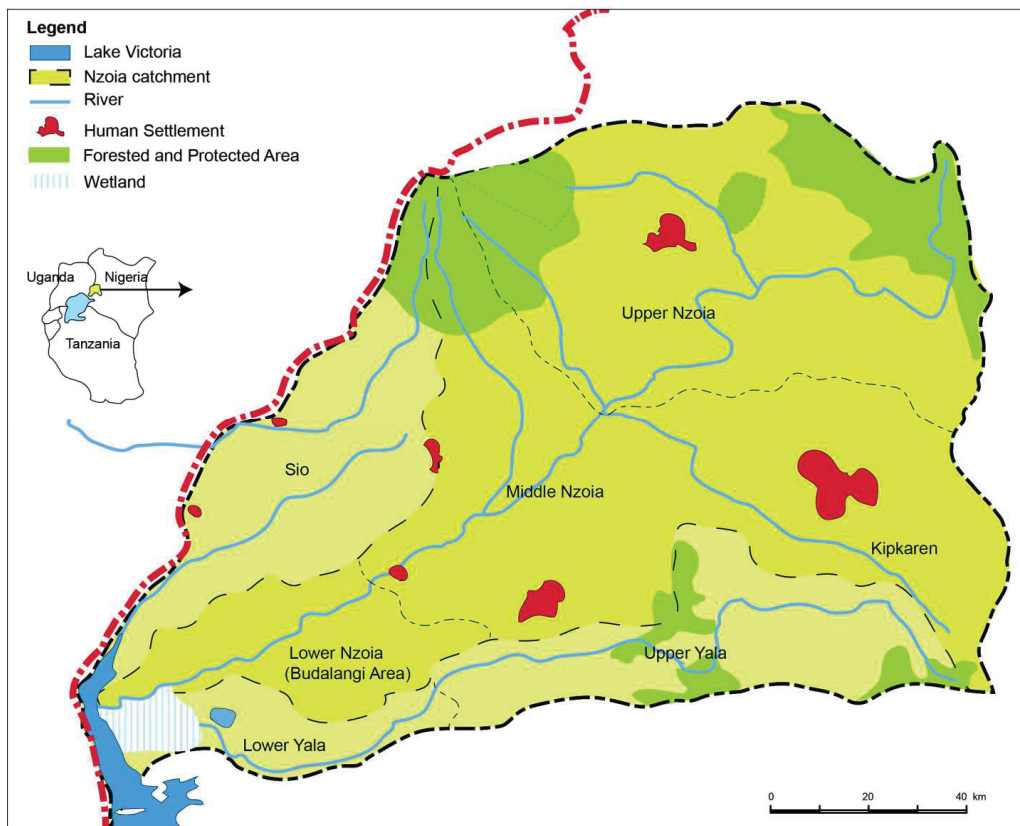 Legend
Lake Victoria
Nzoia catchment
River
Human Settlement
Forested and Protected Area
Wetland
Uganda
Nigeria
Tanzania
Upper Nzoia
Sio
Middle Nzoia
Kipkaren
Lower Nzoia
(Budalangi Area)
Upper Yala
Lower Yala
0 20 40 km